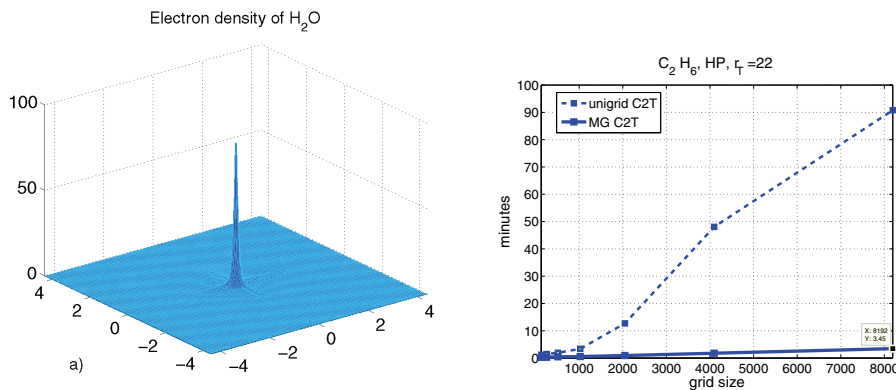 Electron density of H2O
100
50
0
4
2
0
−2
−4
−4
−2
0
2
4
a)
C2 H6, HP, rT =22
unigrid C2T
MG C2T
minutes
100
90
80
70
60
50
40
30
20
10
0
1000 2000 3000 4000 5000 6000 7000
X: 8192
Y: 3.45
grid size